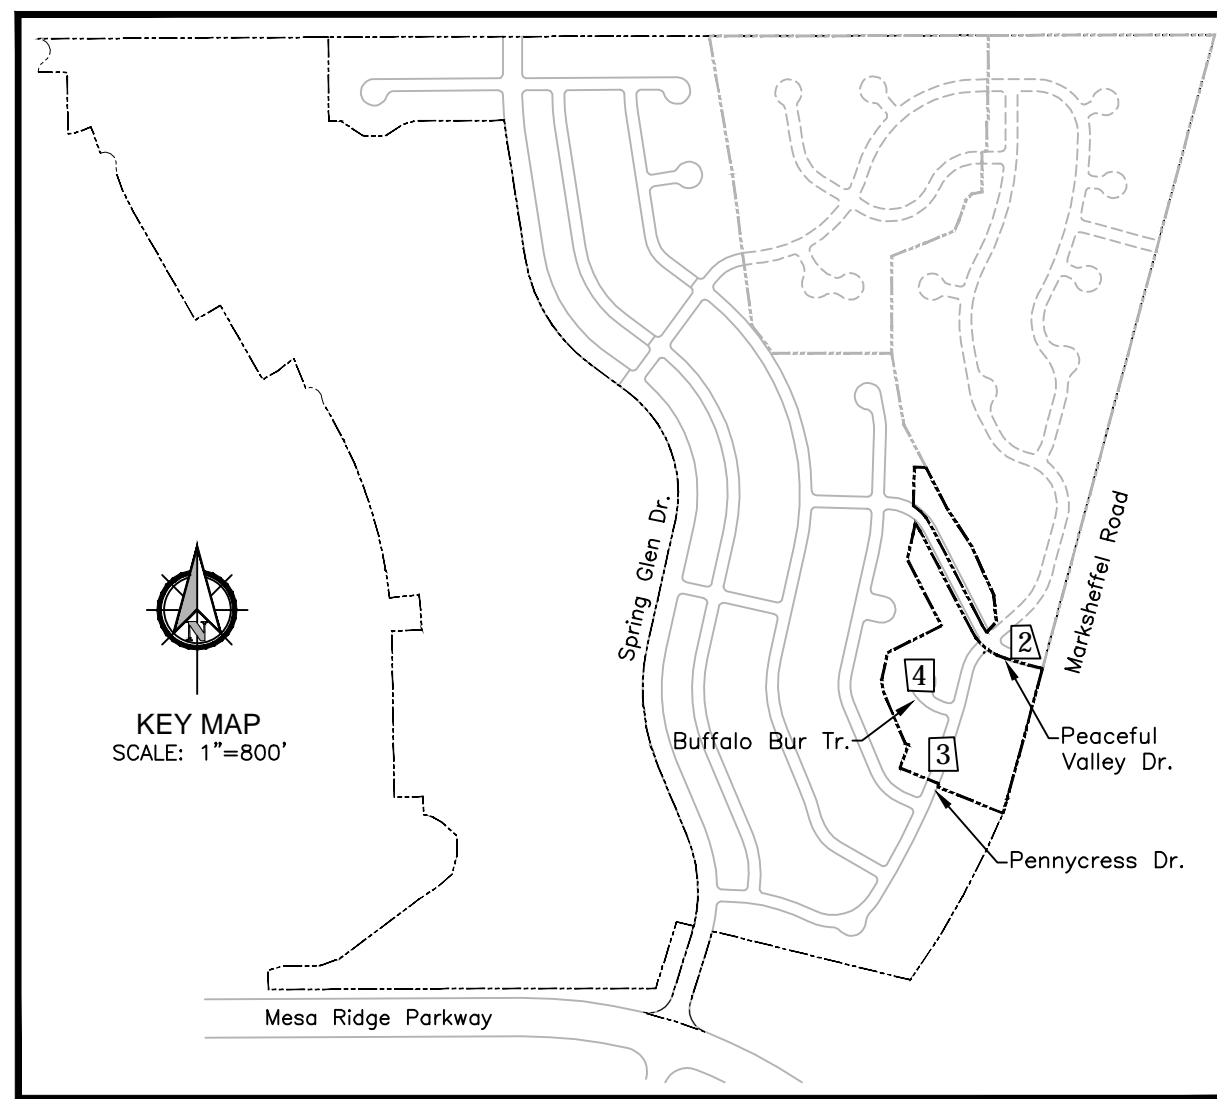 Spring Glen Dr.
Marksheffel Road
2
4
N
KEY MAP
SCALE: 1"=800'
Buffalo Bur Tr.
3
Peaceful
Valley Dr.
Pennycress Dr.
Mesa Ridge Parkway